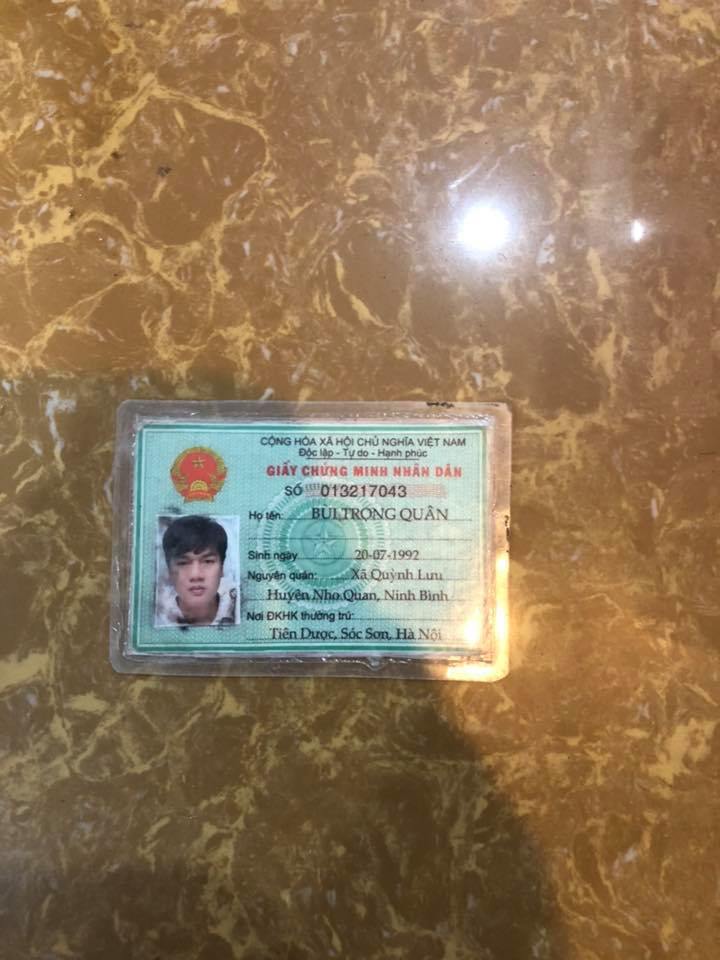 CỘNG HÒA XÃ HỘI CHỦ NGHĨA VIỆT NAM
Độc lập - Tự do - Hạnh phúc
GIẤY CHỨNG MINH NHÂN DÂN
SỐ 013217043
Họ tên: BÙI TRỌNG QUÂN
Sinh ngày 20-07-1992
Nguyên quán: Xã Quỳnh Lưu
Huyện Nho Quan, Ninh Bình
Nơi ĐKHK thường trú:
Tiên Dược, Sóc Sơn, Hà Nội